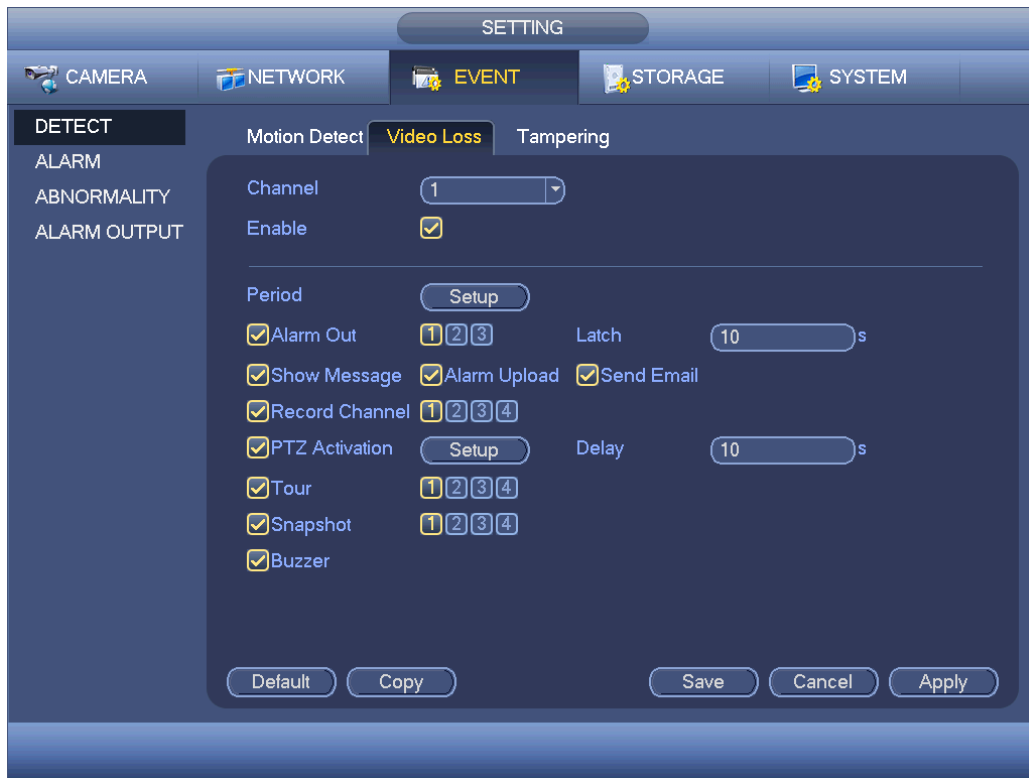 SETTING
CAMERA NETWORK EVENT STORAGE SYSTEM
DETECT
ALARM
ABNORMALITY
ALARM OUTPUT
Motion Detect Video Loss Tampering
Channel 1
Enable
Period Setup
Alarm Out 1 2 3 Latch 10 s
Show Message Alarm Upload Send Email
Record Channel 1 2 3 4
PTZ Activation Setup Delay 10 s
Tour 1 2 3 4
Snapshot 1 2 3 4
Buzzer
Default Copy Save Cancel Apply